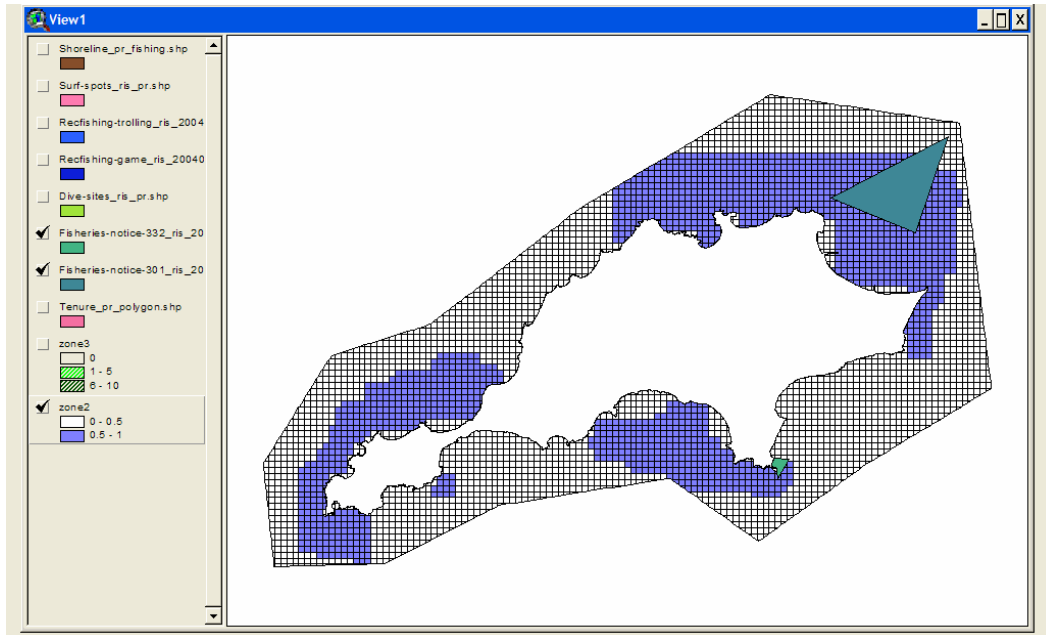 View1
Shoreline_pr_fishing.shp
Surf-spots_ris_pr.shp
Recfishing-trolling_ris_2004
Recfishing-game_ris_20040
Dive-sites_ris_pr.shp
Fisheries-notice-332_ris_20
Fisheries-notice-301_ris_20
Tenure_pr_polygon.shp
zone3
0
1 - 5
6 - 10
zone2
0 - 0.5
0.5 - 1